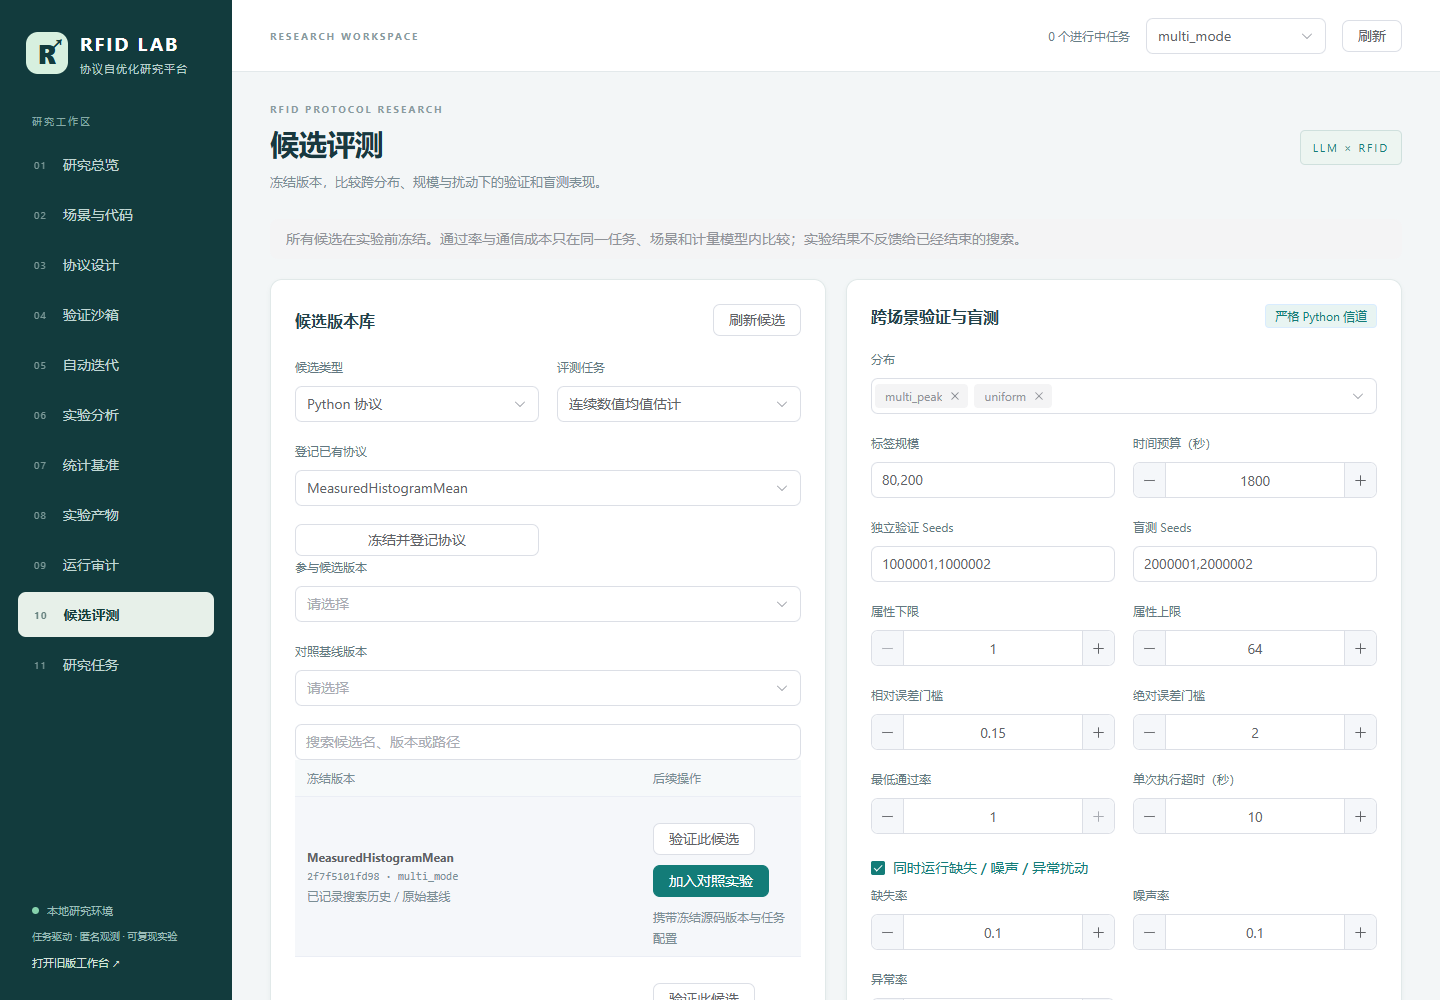 RFID LAB
协议自优化研究平台
研究工作区
01 研究总览
02 场景与代码
03 协议设计
04 验证沙箱
05 自动迭代
06 实验分析
07 统计基准
08 实验产物
09 运行审计
10 候选评测
11 研究任务
本地研究环境
任务驱动 · 匿名观测 · 可复现实验
打开旧版工作台 ↗
RESEARCH WORKSPACE
0 个进行中任务
multi_mode
刷新
RFID PROTOCOL RESEARCH
候选评测
冻结版本，比较跨分布、规模与扰动下的验证和盲测表现。
LLM × RFID
所有候选在实验前冻结。通过率与通信成本只在同一任务、场景和计量模型内比较；实验结果不反馈给已经结束的搜索。
候选版本库
刷新候选
候选类型
评测任务
Python 协议
连续数值均值估计
登记已有协议
MeasuredHistogramMean
冻结并登记协议
参与候选版本
请选择
对照基线版本
请选择
搜索候选名、版本或路径
冻结版本
后续操作
MeasuredHistogramMean
2f7f5101fd98 · multi_mode
已记录搜索历史 / 原始基线
验证此候选
加入对照实验
携带冻结源码版本与任务
配置
验证此候选
跨场景验证与盲测
严格 Python 信道
分布
multi_peak ×
uniform ×
标签规模
时间预算（秒）
80,200
1800
独立验证 Seeds
盲测 Seeds
1000001,1000002
2000001,2000002
属性下限
属性上限
1
64
相对误差门槛
绝对误差门槛
0.15
2
最低通过率
单次执行超时（秒）
1
10
同时运行缺失 / 噪声 / 异常扰动
缺失率
噪声率
0.1
0.1
异常率